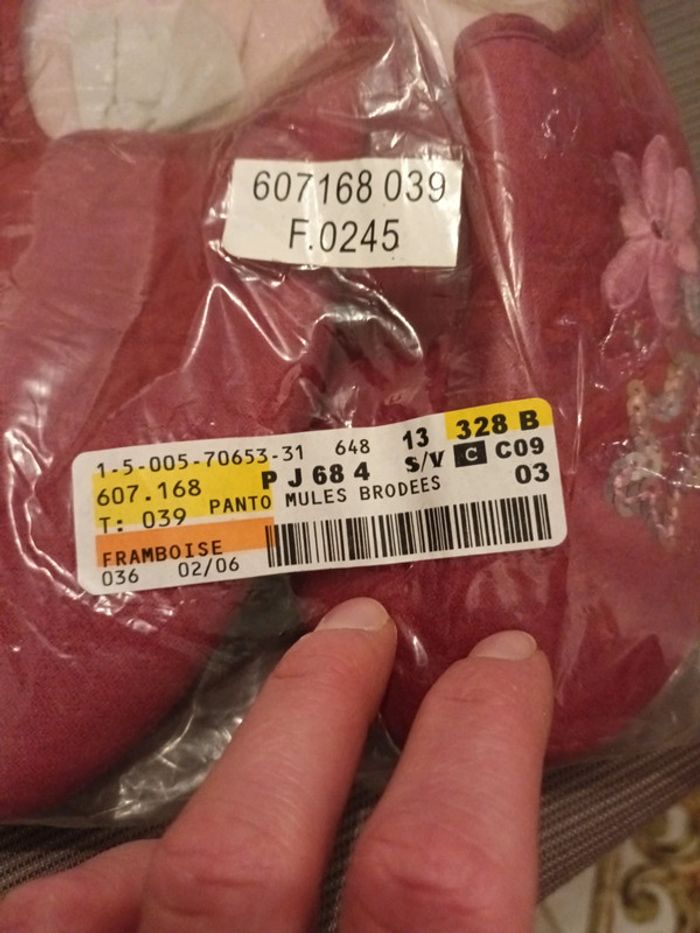 607168 039
F.0245
1-5-005-70653-31 648 13 328 B
607.168 P J 68 4 S/V C C09
T: 039 PANTO MULES BRODEES 03
FRAMBOISE
036 02/06